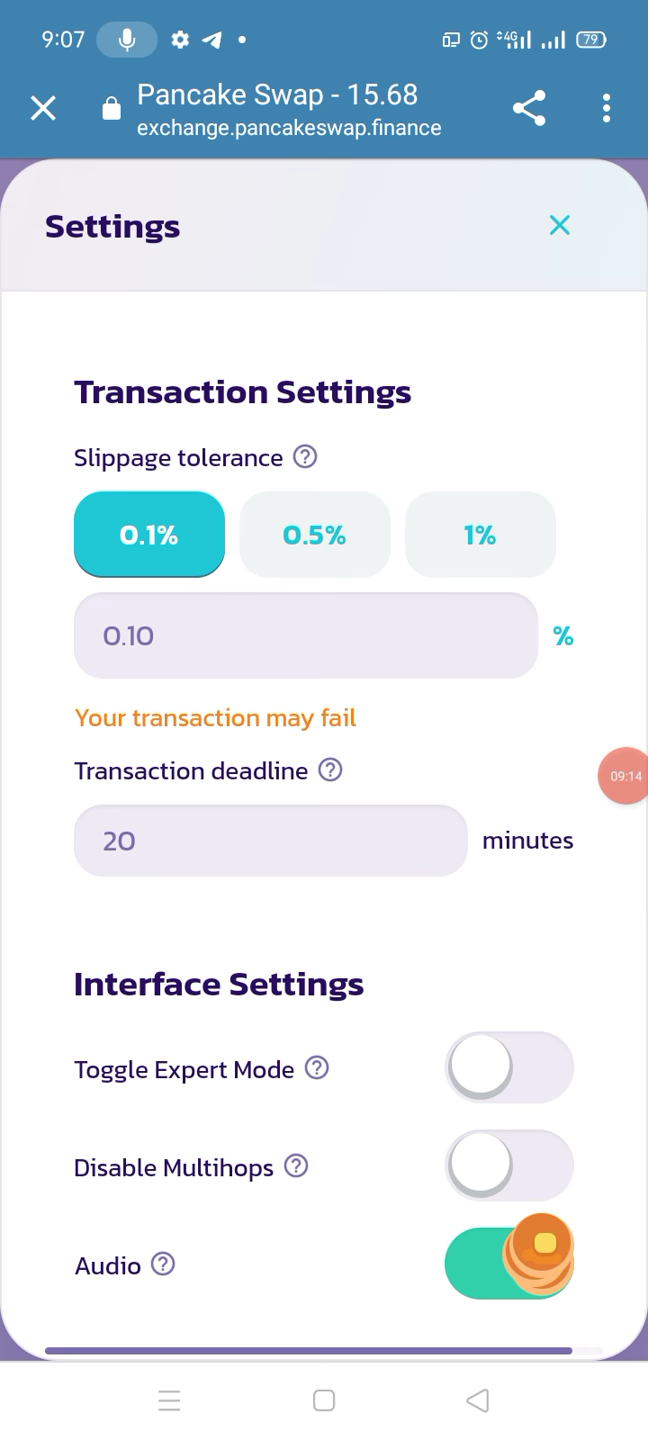 9:07
4G
79
Pancake Swap - 15.68
exchange.pancakeswap.finance
Settings
Transaction Settings
Slippage tolerance ?
0.1% 0.5% 1%
0.10 %
Your transaction may fail
Transaction deadline ?
09:14
20 minutes
Interface Settings
Toggle Expert Mode ?
Disable Multihops ?
Audio ?